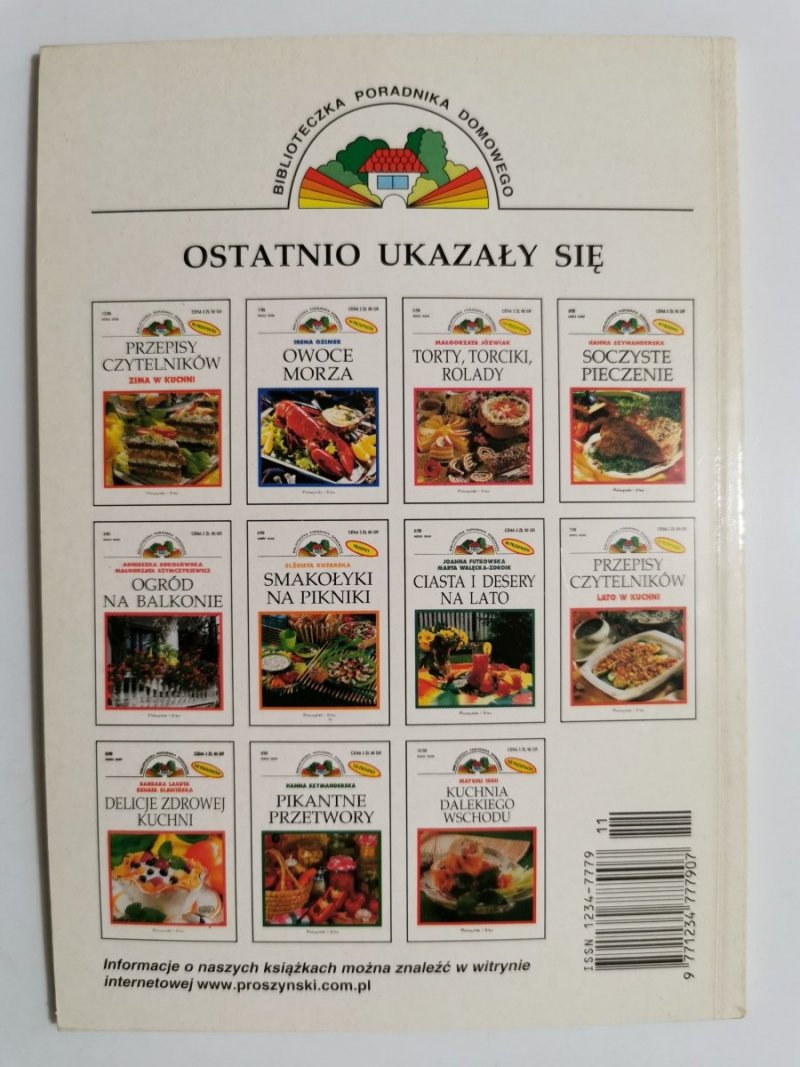 BIBLIOTECZKA PORADNIKA DOMOWEGO
OSTATNIO UKAZAŁY SIĘ
PRZEPISY
CZYTELNIKÓW
ZIMA W KUCHNI
IRENA OZIMEK
OWOCE
MORZA
MAŁGORZATA JÓŹWIAK
TORTY, TORCIKI,
ROLADY
HANNA SZYMANDERSKA
SOCZYSTE
PIECZENIE
AGNIESZKA SOKOŁOWSKA
MAŁGORZATA SZYMCZYKIEWICZ
OGRÓD
NA BALKONIE
ELŻBIETA KOTARSKA
SMAKOŁYKI
NA PIKNIKI
JOANNA FUTKOWSKA
MARTA WAŁĘCKA-ZDROIK
CIASTA I DESERY
NA LATO
PRZEPISY
CZYTELNIKÓW
LATO W KUCHNI
BARBARA LASOTA
RENATA SŁAWIŃSKA
DELICJE ZDROWEJ
KUCHNI
HANNA SZYMANDERSKA
PIKANTNE
PRZETWORY
KUCHNIA
DALEKIEGO
WSCHODU
ISSN 1234-7779
11
9 771234 777907
Informacje o naszych książkach można znaleźć w witrynie
internetowej www.proszynski.com.pl